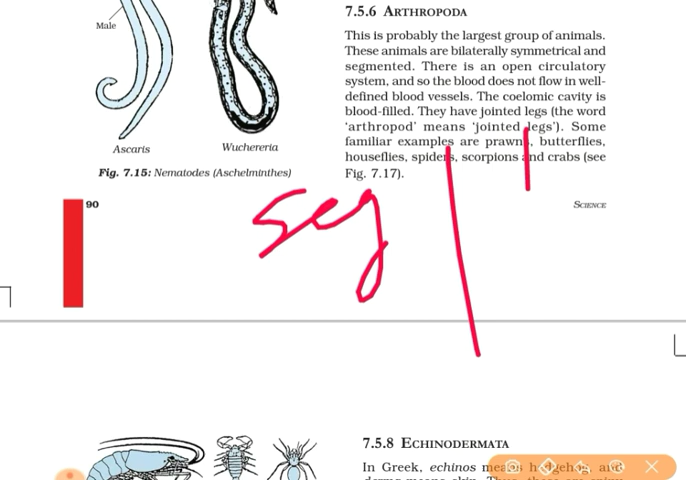 Male
Ascaris
Wuchereria
Fig. 7.15: Nematodes (Aschelminthes)
7.5.6 ARTHROPODA
This is probably the largest group of animals.
These animals are bilaterally symmetrical and
segmented. There is an open circulatory
system, and so the blood does not flow in well-
defined blood vessels. The coelomic cavity is
blood-filled. They have jointed legs (the word
‘arthropod’ means ‘jointed legs’). Some
familiar examples are prawns, butterflies,
houseflies, spiders, scorpions and crabs (see
Fig. 7.17).
90
SCIENCE
seg
7.5.8 ECHINODERMATA
In Greek, echinos means hedgehog, and